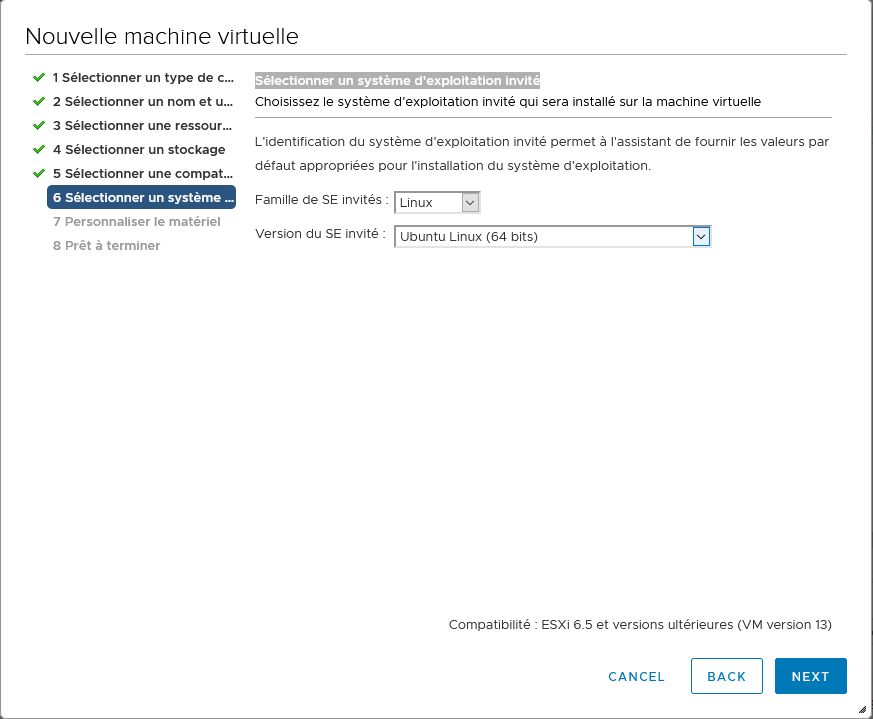 Nouvelle machine virtuelle
1 Sélectionner un type de c...
2 Sélectionner un nom et u...
3 Sélectionner une ressour...
4 Sélectionner un stockage
5 Sélectionner une compat...
6 Sélectionner un système ...
7 Personnaliser le matériel
8 Prêt à terminer
Sélectionner un système d'exploitation invité
Choisissez le système d'exploitation invité qui sera installé sur la machine virtuelle
L'identification du système d'exploitation invité permet à l'assistant de fournir les valeurs par
défaut appropriées pour l'installation du système d'exploitation.
Famille de SE invités : Linux
Version du SE invité : Ubuntu Linux (64 bits)
Compatibilité : ESXi 6.5 et versions ultérieures (VM version 13)
CANCEL BACK NEXT